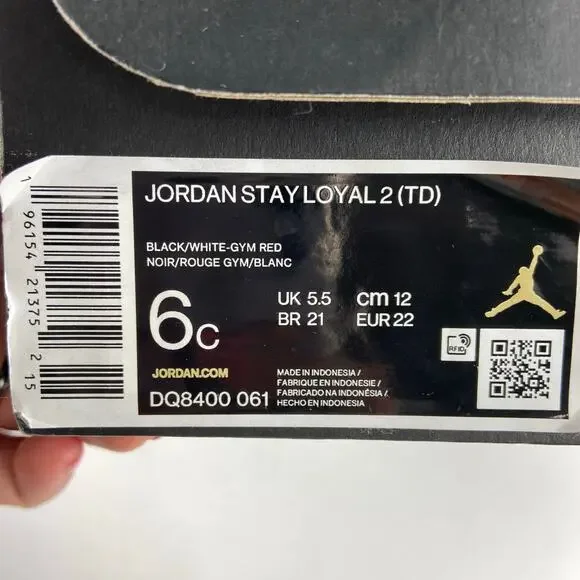 JORDAN STAY LOYAL 2 (TD)
BLACK/WHITE-GYM RED
NOIR/ROUGE GYM/BLANC
6C
UK 5.5 cm 12
BR 21 EUR 22
JORDAN.COM
DQ8400 061
MADE IN INDONESIA /
FABRIQUE EN INDONESIE /
FABRICADO NA INDONÉSIA /
HECHO EN INDONESIA
RFID
1 96154 21375 2 15